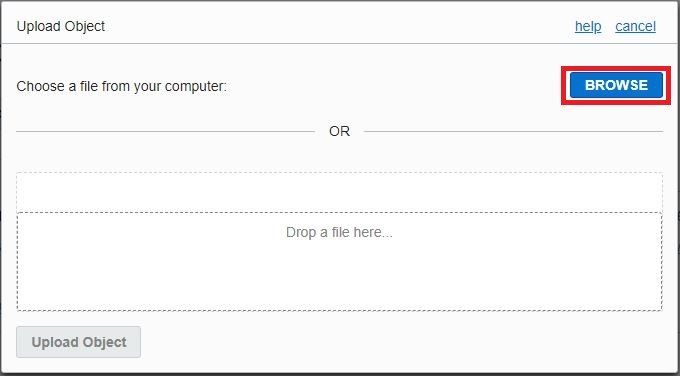 Upload Object help cancel
Choose a file from your computer: BROWSE
OR
Drop a file here...
Upload Object